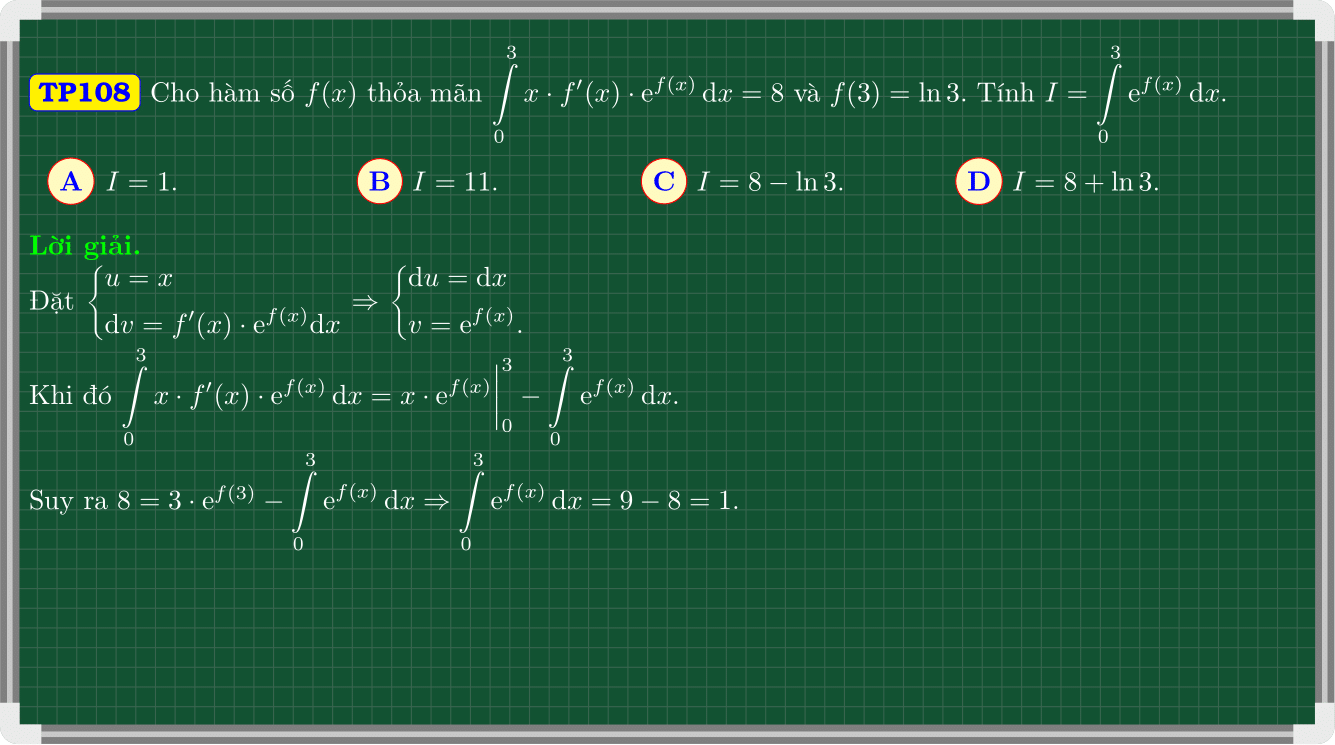 TP108 Cho hàm số $f(x)$ thỏa mãn $\int\limits_0^3 x \cdot f'(x) \cdot \mathrm{e}^{f(x)} \, \mathrm{d}x = 8$ và $f(3) = \ln 3$. Tính $I = \int\limits_0^3 \mathrm{e}^{f(x)} \, \mathrm{d}x$.
A $I = 1$. B $I = 11$. C $I = 8 - \ln 3$. D $I = 8 + \ln 3$.
Lời giải.
Đặt $\begin{cases} u = x \\ \mathrm{d}v = f'(x) \cdot \mathrm{e}^{f(x)} \mathrm{d}x \end{cases} \Rightarrow \begin{cases} \mathrm{d}u = \mathrm{d}x \\ v = \mathrm{e}^{f(x)}. \end{cases}$
Khi đó $\int\limits_0^3 x \cdot f'(x) \cdot \mathrm{e}^{f(x)} \, \mathrm{d}x = x \cdot \mathrm{e}^{f(x)} \Big|_0^3 - \int\limits_0^3 \mathrm{e}^{f(x)} \, \mathrm{d}x$.
Suy ra $8 = 3 \cdot \mathrm{e}^{f(3)} - \int\limits_0^3 \mathrm{e}^{f(x)} \, \mathrm{d}x \Rightarrow \int\limits_0^3 \mathrm{e}^{f(x)} \, \mathrm{d}x = 9 - 8 = 1$.